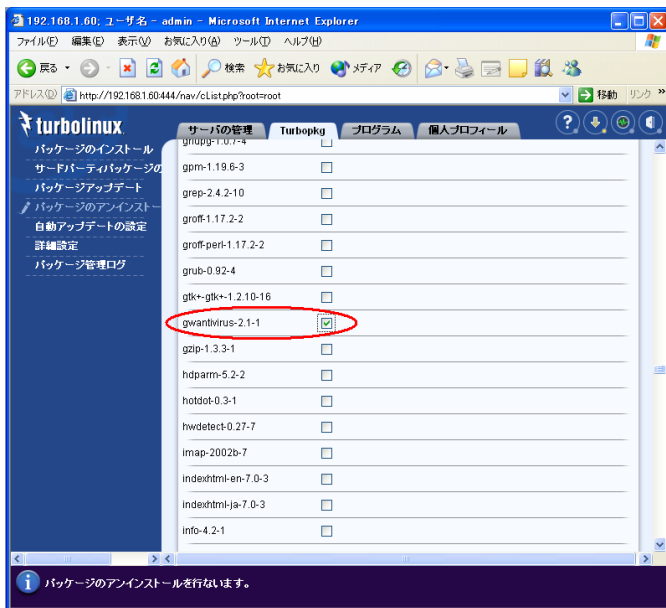 192.168.1.60; ユーザ名 - admin - Microsoft Internet Explorer
ファイル(F) 編集(E) 表示(V) お気に入り(A) ツール(T) ヘルプ(H)
戻る 検索 お気に入り メディア
アドレス(D) http://192.168.1.60:444/nav/cList.php?root=root 移動 リンク »
turbolinux
サーバの管理 Turbopkg プログラム 個人プロフィール
パッケージのインストール
サードパーティパッケージの
パッケージアップデート
パッケージのアンインストー
自動アップデートの設定
詳細設定
パッケージ管理ログ
gnupg-1.0.7-4
gpm-1.19.6-3
grep-2.4.2-10
groff-1.17.2-2
groff-perl-1.17.2-2
grub-0.92-4
gtk+-gtk+-1.2.10-16
gwantivirus-2.1-1
gzip-1.3.3-1
hdparm-5.2-2
hotdot-0.3-1
hwdetect-0.27-7
imap-2002b-7
indexhtml-en-7.0-3
indexhtml-ja-7.0-3
info-4.2-1
パッケージのアンインストールを行ないます。